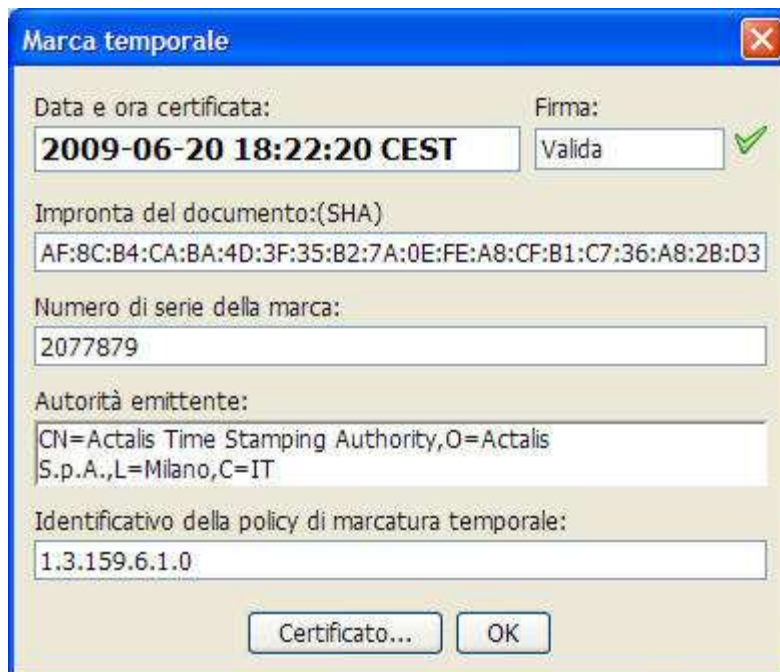 Marca temporale
Data e ora certificata:
Firma:
2009-06-20 18:22:20 CEST
Valida
Impronta del documento:(SHA)
AF:8C:B4:CA:BA:4D:3F:35:B2:7A:0E:FE:A8:CF:B1:C7:36:A8:2B:D3
Numero di serie della marca:
2077879
Autorità emittente:
CN=Actalis Time Stamping Authority,O=Actalis
S.p.A.,L=Milano,C=IT
Identificativo della policy di marcatura temporale:
1.3.159.6.1.0
Certificato...
OK